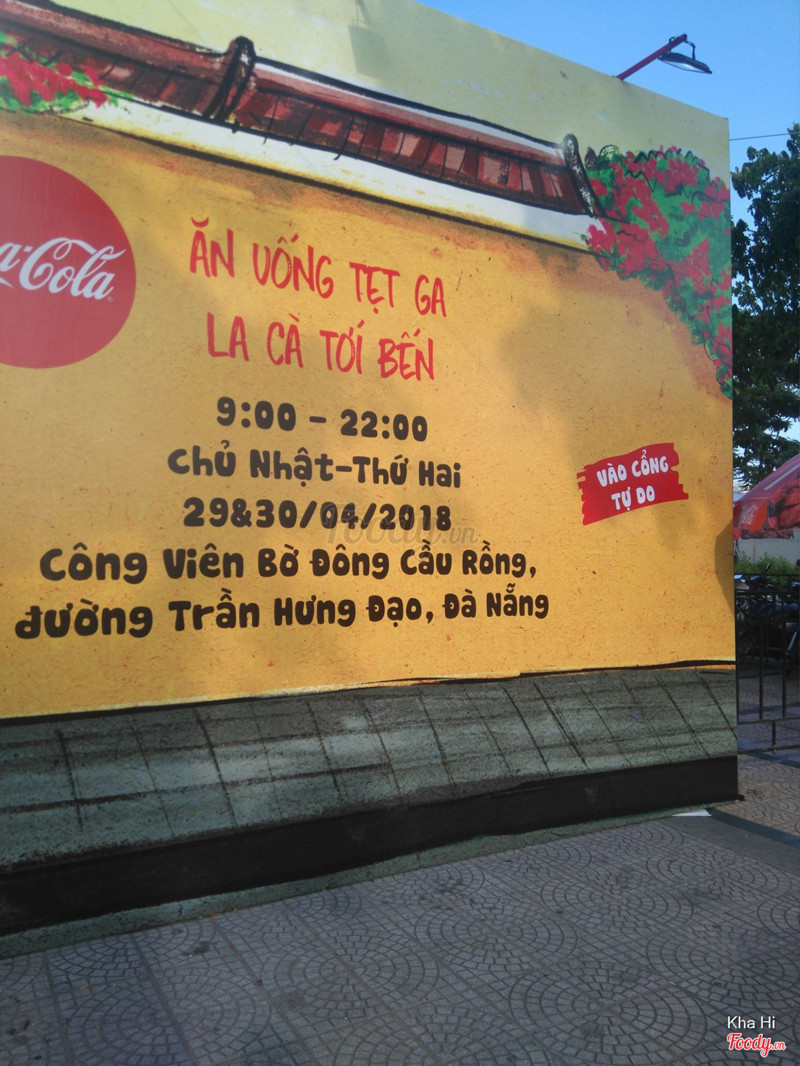 a-Cola
ĂN UỐNG TẸT GA
LA CÀ TỚI BẾN
9:00 - 22:00
Chủ Nhật-Thứ Hai
29&30/04/2018
Foody.vn
Công Viên Bờ Đông Cầu Rồng,
đường Trần Hưng Đạo, Đà Nẵng
VÀO CỔNG
TỰ DO
Kha Hi
Foody.vn